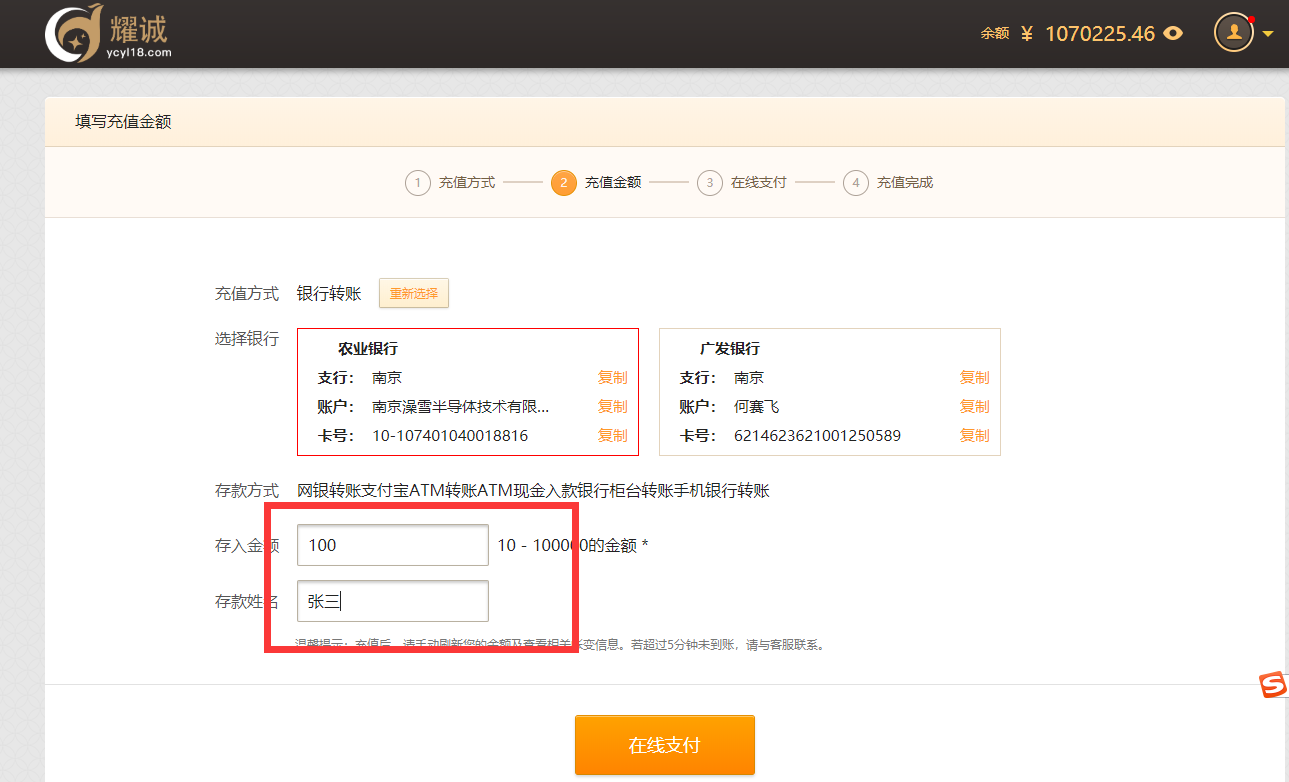 耀诚
ycyl18.com
余额 ¥ 1070225.46
填写充值金额
1 充值方式 2 充值金额 3 在线支付 4 充值完成
充值方式 银行转账 重新选择
选择银行
农业银行
支行： 南京 复制
账户： 南京澡雪半导体技术有限... 复制
卡号： 10-107401040018816 复制
广发银行
支行： 南京 复制
账户： 何赛飞 复制
卡号： 6214623621001250589 复制
存款方式 网银转账支付宝ATM转账ATM现金入款银行柜台转账手机银行转账
存入金额 100 10 - 100000的金额 *
存款姓名 张三
温馨提示：充值后，请手动刷新您的余额及查看相关帐变信息。若超过5分钟未到账，请与客服联系。
在线支付